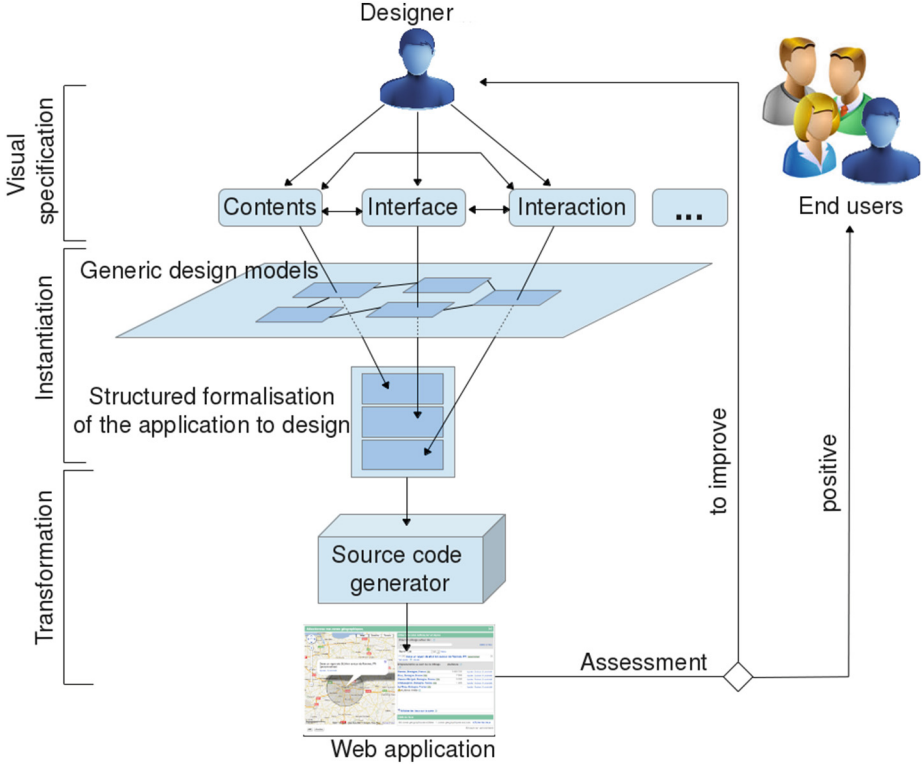 Designer
Visual
specification
Contents
Interface
Interaction
...
End users
Generic design models
Instantiation
Structured formalisation
of the application to design
to improve
positive
Transformation
Source code
generator
Assessment
Web application